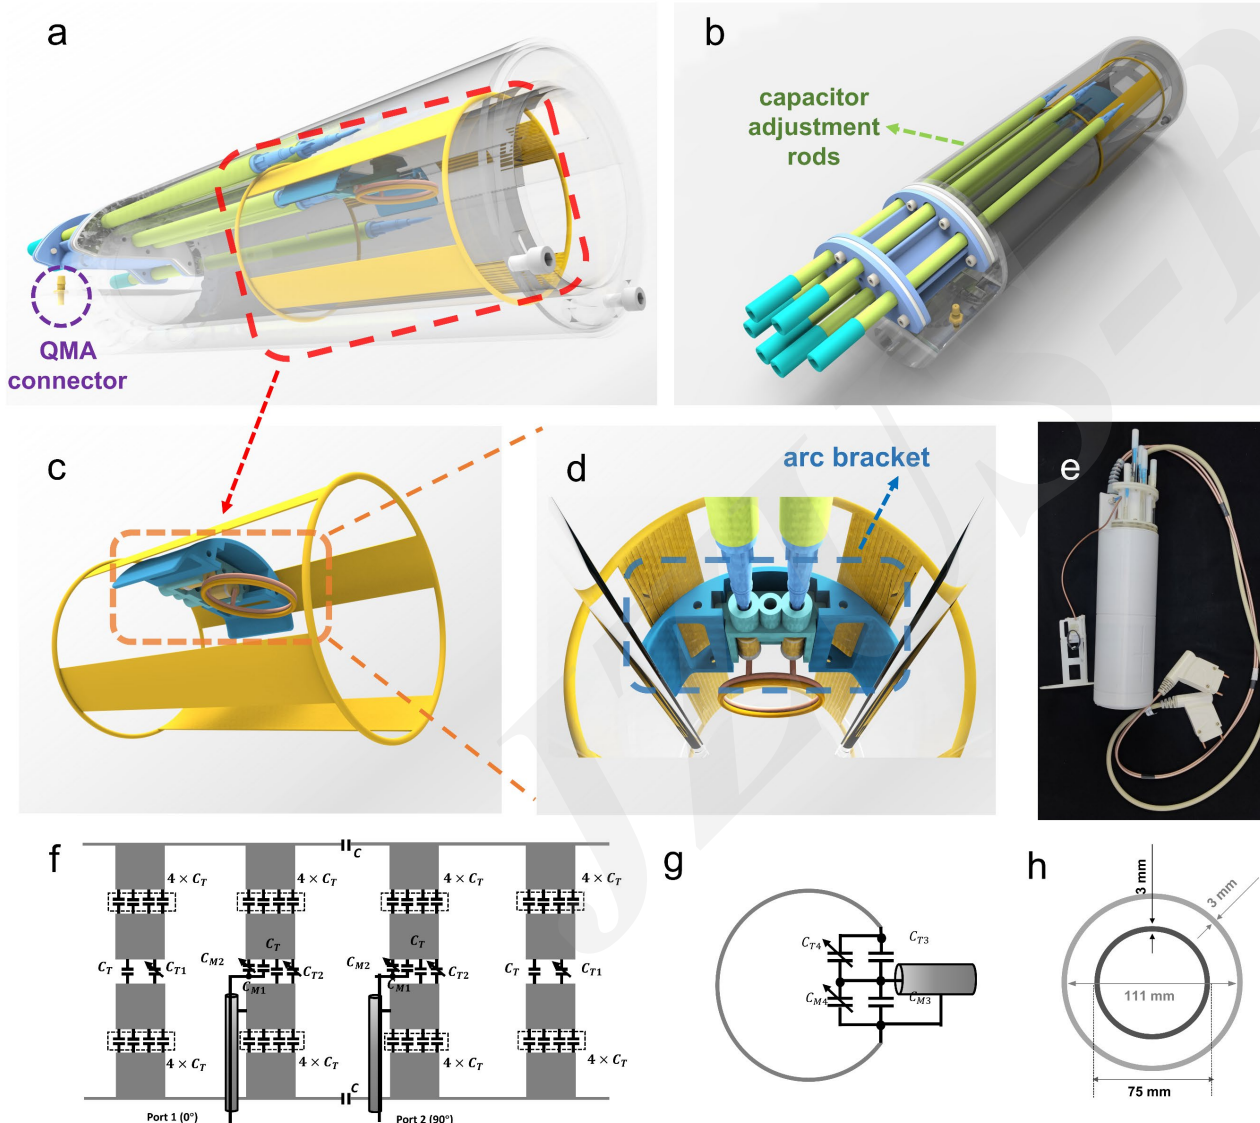 a
QMA
connector
b
capacitor
adjustment
rods
c
d
arc bracket
e
f
C
4 × C_T
4 × C_T
4 × C_T
4 × C_T
C_T
C_T1
C_M2
C_T
C_M1
C_T2
C_M2
C_T
C_M1
C_T2
C_T
C_T1
4 × C_T
4 × C_T
4 × C_T
4 × C_T
C
Port 1 (0°)
Port 2 (90°)
g
C_T4
C_T3
C_M4
C_M3
h
3 mm
3 mm
111 mm
75 mm